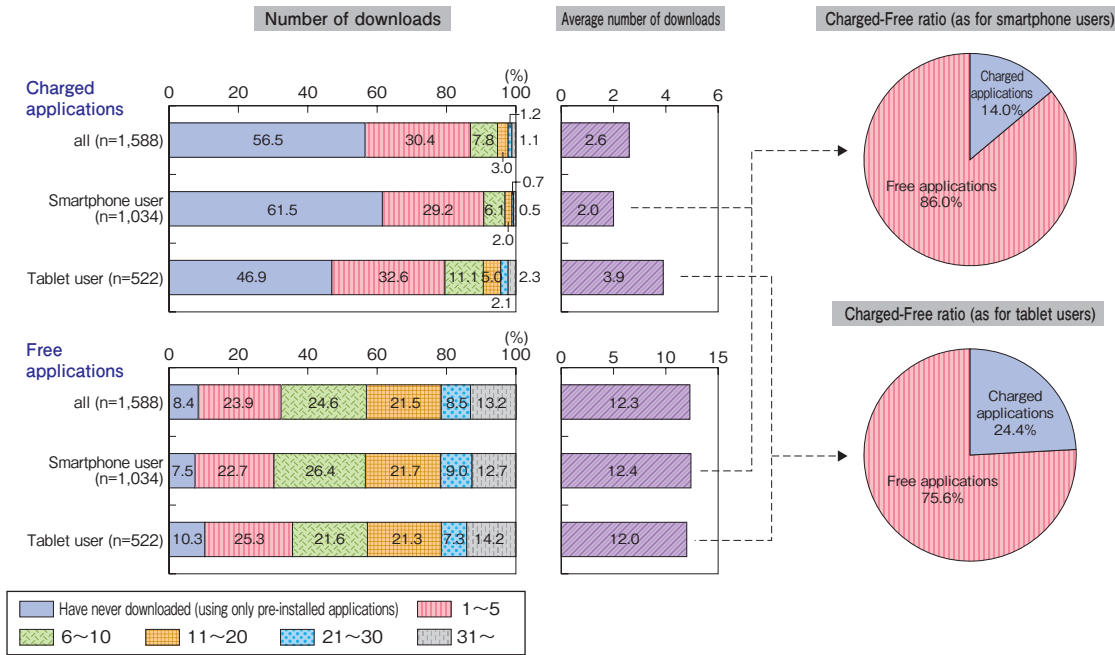 Number of downloads
Average number of downloads
Charged-Free ratio (as for smartphone users)
Charged
applications
(%)
0 20 40 60 80 100
0 2 4 6
all (n=1,588)
56.5 30.4 7.8 3.0 1.2 1.1
2.6
Smartphone user
(n=1,034)
61.5 29.2 6.1 2.0 0.7 0.5
2.0
Tablet user (n=522)
46.9 32.6 11.1 5.0 2.1 2.3
3.9
Charged
applications
14.0%
Free applications
86.0%
Charged-Free ratio (as for tablet users)
Free
applications
(%)
0 20 40 60 80 100
0 5 10 15
all (n=1,588)
8.4 23.9 24.6 21.5 8.5 13.2
12.3
Smartphone user
(n=1,034)
7.5 22.7 26.4 21.7 9.0 12.7
12.4
Tablet user (n=522)
10.3 25.3 21.6 21.3 7.3 14.2
12.0
Charged
applications
24.4%
Free applications
75.6%
Have never downloaded (using only pre-installed applications) 1〜5
6〜10 11〜20 21〜30 31〜